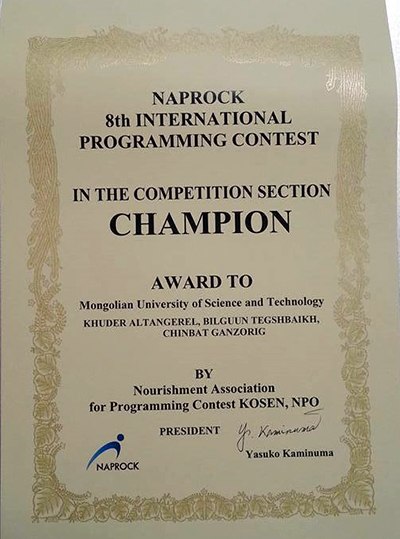 NAPROCK
8th INTERNATIONAL
PROGRAMMING CONTEST
IN THE COMPETITION SECTION
CHAMPION
AWARD TO
Mongolian University of Science and Technology
KHUDER ALTANGEREL, BILGUUN TEGSHBAIKH,
CHINBAT GANZORIG
BY
Nourishment Association
for Programming Contest KOSEN, NPO
PRESIDENT Y. Kaminuma
Yasuko Kaminuma
NAPROCK